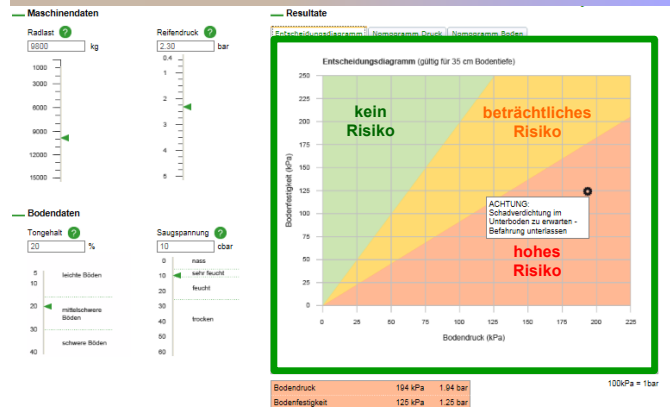 Maschinendaten
Radlast ?
9800 kg
1000
3000
6000
9000
12000
15000
Reifendruck ?
2.30 bar
0.4
1
2
3
4
5
Bodendaten
Tongehalt ?
20 %
5
10
20
30
40
leichte Böden
mittelschwere
Böden
schwere Böden
Saugspannung ?
10 cbar
0
10
20
30
40
50
60
nass
sehr feucht
feucht
trocken
Resultate
Entscheidungsdiagramm Nomogramm Druck Nomogramm Boden
Entscheidungsdiagramm (gültig für 35 cm Bodentiefe)
Bodenfestigkeit (kPa)
250
225
200
175
150
125
100
75
50
25
0
kein
Risiko
beträchtliches
Risiko
ACHTUNG:
Schadverdichtung im
Unterboden zu erwarten -
Befahrung unterlassen
hohes
Risiko
0 25 50 75 100 125 150 175 200 225
Bodendruck (kPa)
Bodendruck 194 kPa 1.94 bar
Bodenfestigkeit 125 kPa 1.25 bar
100kPa = 1bar